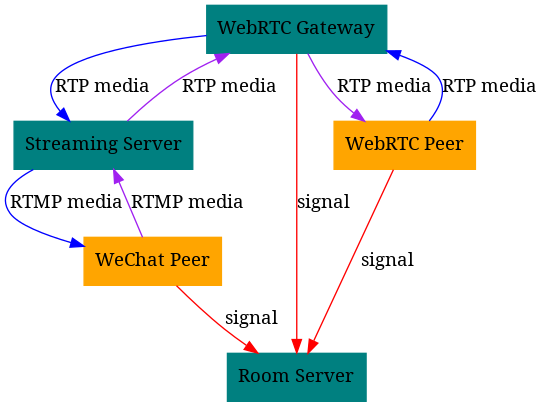 WebRTC Gateway
RTP media
RTP media
RTP media
RTP media
Streaming Server
WebRTC Peer
RTMP media
RTMP media
signal
signal
WeChat Peer
signal
Room Server